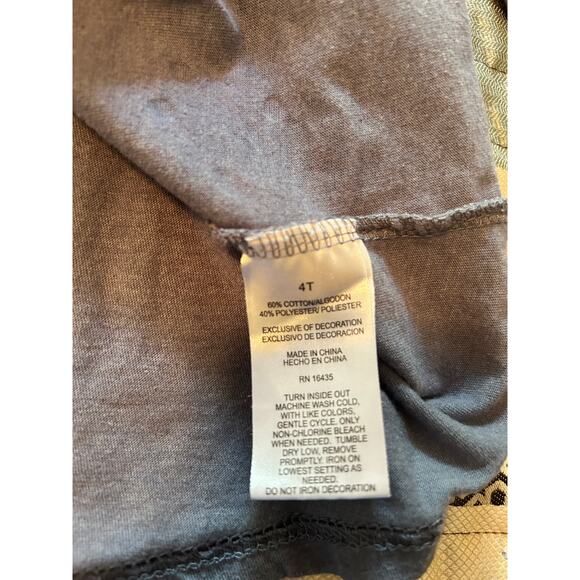 4T
60% COTTON/ALGODON
40% POLYESTER/ POLIESTER
EXCLUSIVE OF DECORATION
EXCLUSIVO DE DECORACION
MADE IN CHINA
HECHO EN CHINA
RN 16435
TURN INSIDE OUT
MACHINE WASH COLD,
WITH LIKE COLORS,
GENTLE CYCLE. ONLY
NON-CHLORINE BLEACH
WHEN NEEDED. TUMBLE
DRY LOW, REMOVE
PROMPTLY. IRON ON
LOWEST SETTING AS
NEEDED.
DO NOT IRON DECORATION